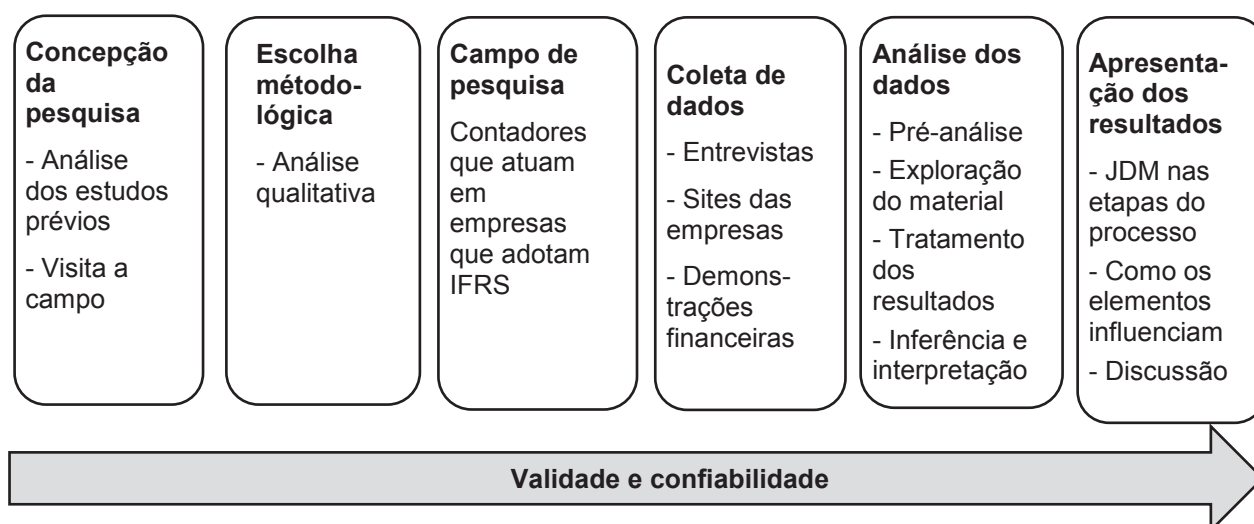 Concepção
da
pesquisa
- Análise
dos estudos
prévios
- Visita a
campo
Escolha
método-
lógica
- Análise
qualitativa
Campo de
pesquisa
Contadores
que atuam
em
empresas
que adotam
IFRS
Coleta de
dados
- Entrevistas
- Sites das
empresas
- Demons-
trações
financeiras
Análise dos
dados
- Pré-análise
- Exploração
do material
- Tratamento
dos
resultados
- Inferência e
interpretação
Apresenta-
ção dos
resultados
- JDM nas
etapas do
processo
- Como os
elementos
influenciam
- Discussão
Validade e confiabilidade